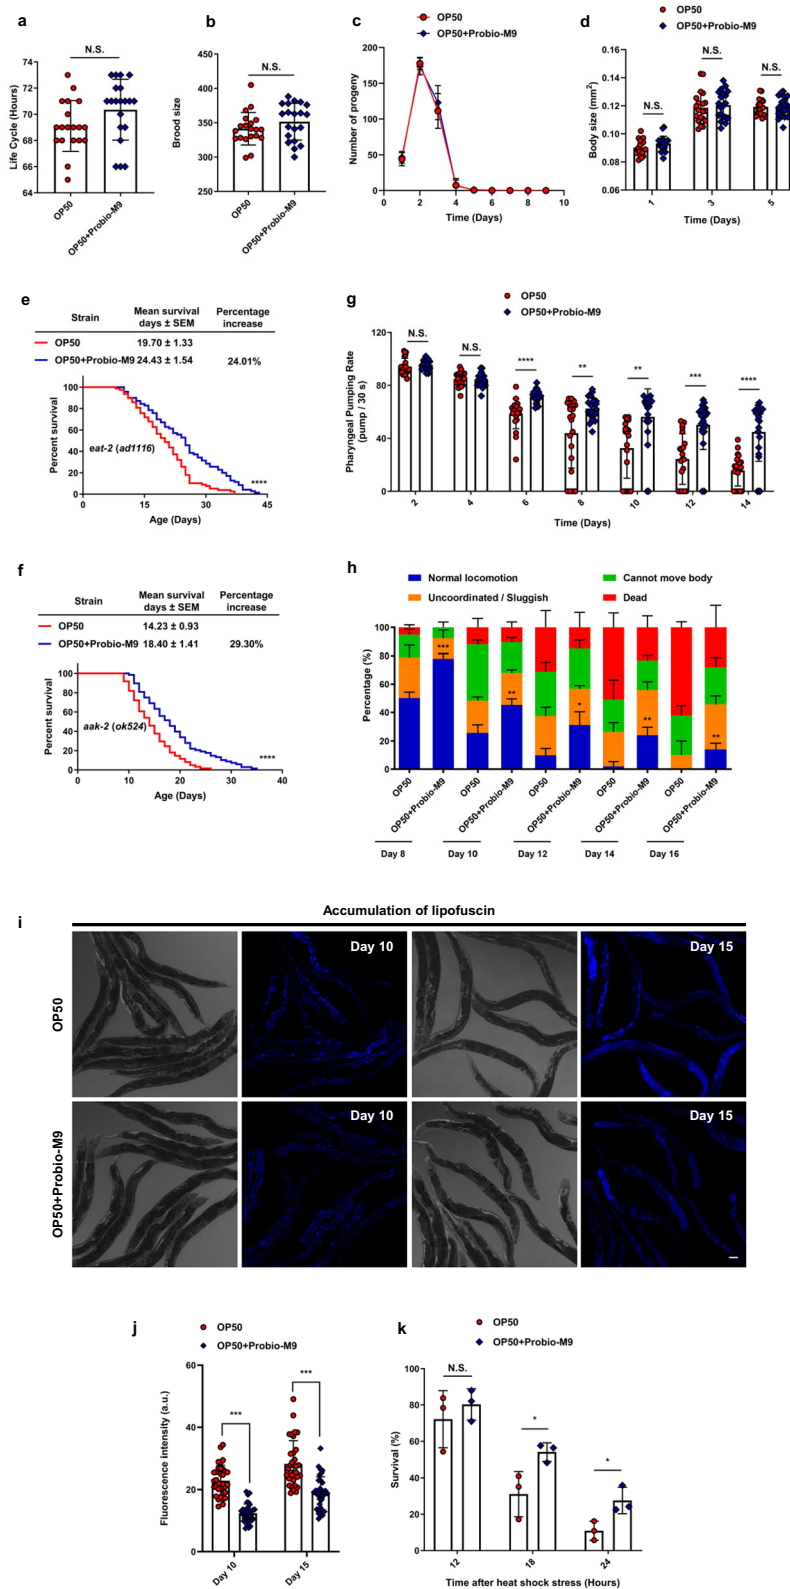 a
N.S.
Life Cycle (Hours)
74
72
70
68
66
64
OP50
OP50+Probio-M9
b
N.S.
Brood size
450
400
350
300
250
OP50
OP50+Probio-M9
c
OP50
OP50+Probio-M9
Number of progeny
200
150
100
50
0
0 2 4 6 8 10
Time (Days)
d
OP50
OP50+Probio-M9
Body size (mm2)
0.16
0.14
0.12
0.10
0.08
0.06
N.S.
N.S.
N.S.
1 3 5
Time (Days)
e
Strain Mean survival days ± SEM Percentage increase
OP50 19.70 ± 1.33
OP50+Probio-M9 24.43 ± 1.54 24.01%
Percent survival
100
80
60
40
20
0
eat-2 (ad1116)
****
0 15 30 45
Age (Days)
f
Strain Mean survival days ± SEM Percentage increase
OP50 14.23 ± 0.93
OP50+Probio-M9 18.40 ± 1.41 29.30%
Percent survival
100
80
60
40
20
0
aak-2 (ok524)
****
0 10 20 30 40
Age (Days)
g
OP50
OP50+Probio-M9
Pharyngeal Pumping Rate
(pump / 30 s)
120
80
40
0
N.S. N.S. **** ** ** *** ****
2 4 6 8 10 12 14
Time (Days)
h
Normal locomotion
Uncoordinated / Sluggish
Cannot move body
Dead
Percentage (%)
100
80
60
40
20
0
*** ** * ** **
OP50 OP50+Probio-M9 OP50 OP50+Probio-M9 OP50 OP50+Probio-M9 OP50 OP50+Probio-M9 OP50 OP50+Probio-M9
Day 8 Day 10 Day 12 Day 14 Day 16
i
Accumulation of lipofuscin
OP50
Day 10
Day 15
OP50+Probio-M9
Day 10
Day 15
j
OP50
OP50+Probio-M9
Fluorescence intensity (a.u.)
60
40
20
0
***
***
Day 10 Day 15
k
OP50
OP50+Probio-M9
Survival (%)
100
80
60
40
20
0
N.S.
*
*
12 18 24
Time after heat shock stress (Hours)